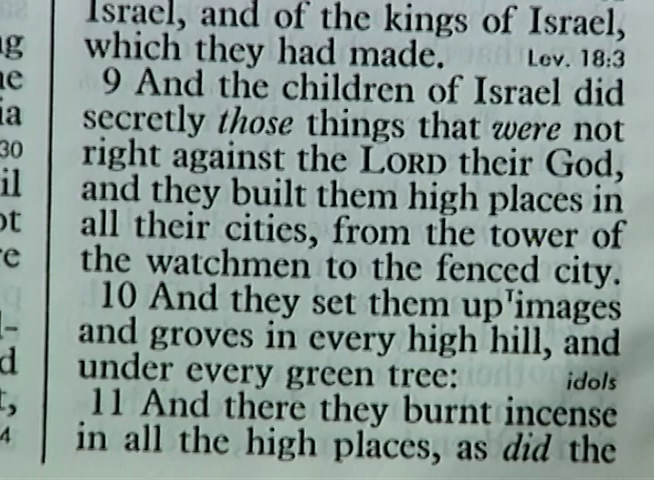 Israel, and of the kings of Israel,
which they had made. Lev. 18:3
9 And the children of Israel did
secretly those things that were not
right against the LORD their God,
and they built them high places in
all their cities, from the tower of
the watchmen to the fenced city.
10 And they set them up ᵀimages
and groves in every high hill, and
under every green tree: idols
11 And there they burnt incense
in all the high places, as did the